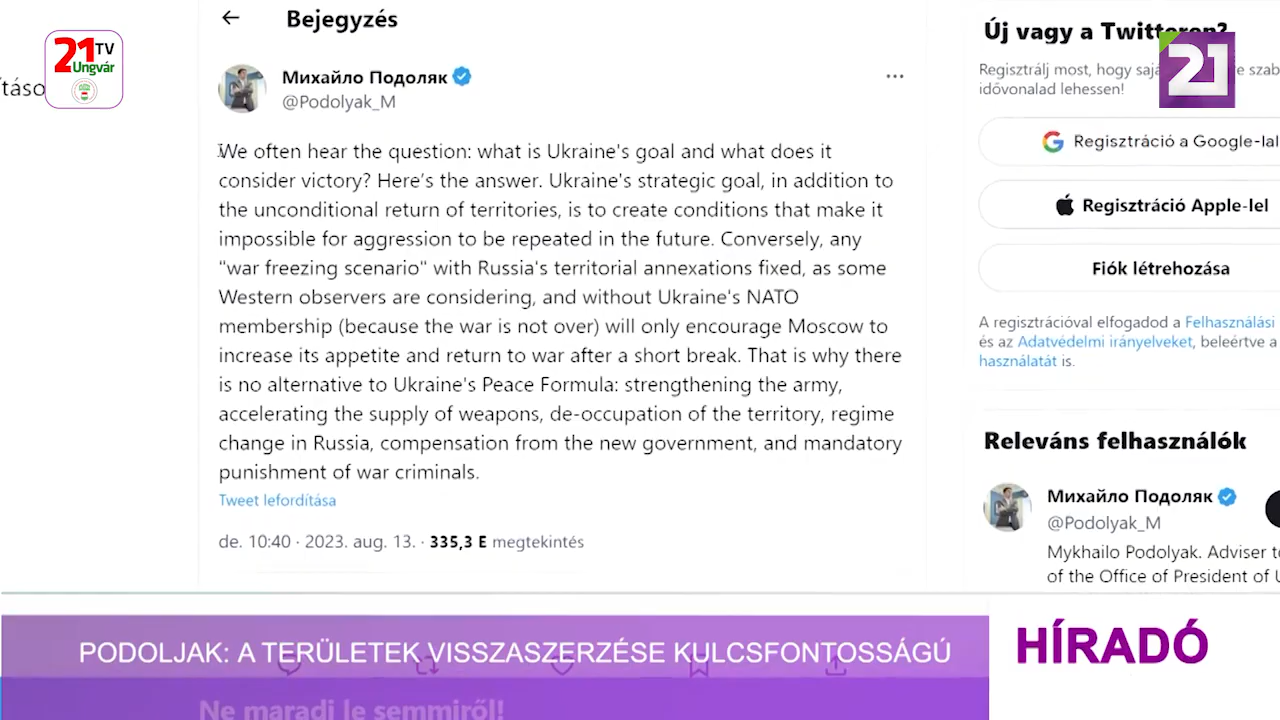 Bejegyzés
Új vagy a Twitteren?
21 TV
Ungvár
ításo
21
Михайло Подоляк
@Podolyak_M
Regisztrálj most, hogy sajá e szab
idővonalad lehessen!
We often hear the question: what is Ukraine's goal and what does it
consider victory? Here's the answer. Ukraine's strategic goal, in addition to
the unconditional return of territories, is to create conditions that make it
impossible for aggression to be repeated in the future. Conversely, any
"war freezing scenario" with Russia's territorial annexations fixed, as some
Western observers are considering, and without Ukraine's NATO
membership (because the war is not over) will only encourage Moscow to
increase its appetite and return to war after a short break. That is why there
is no alternative to Ukraine's Peace Formula: strengthening the army,
accelerating the supply of weapons, de-occupation of the territory, regime
change in Russia, compensation from the new government, and mandatory
punishment of war criminals.
Tweet lefordítása
de. 10:40 · 2023. aug. 13. · 335,3 E megtekintés
Regisztráció a Google-lal
Regisztráció Apple-lel
Fiók létrehozása
A regisztrációval elfogadod a Felhasználási
és az Adatvédelmi irányelveket, beleértve a
használatát is.
Releváns felhasználók
Михайло Подоляк
@Podolyak_M
Mykhailo Podolyak. Adviser to
of the Office of President of U
PODOLJAK: A TERÜLETEK VISSZASZERZÉSE KULCSFONTOSSÁGÚ
HÍRADÓ
Ne maradj le semmiről!